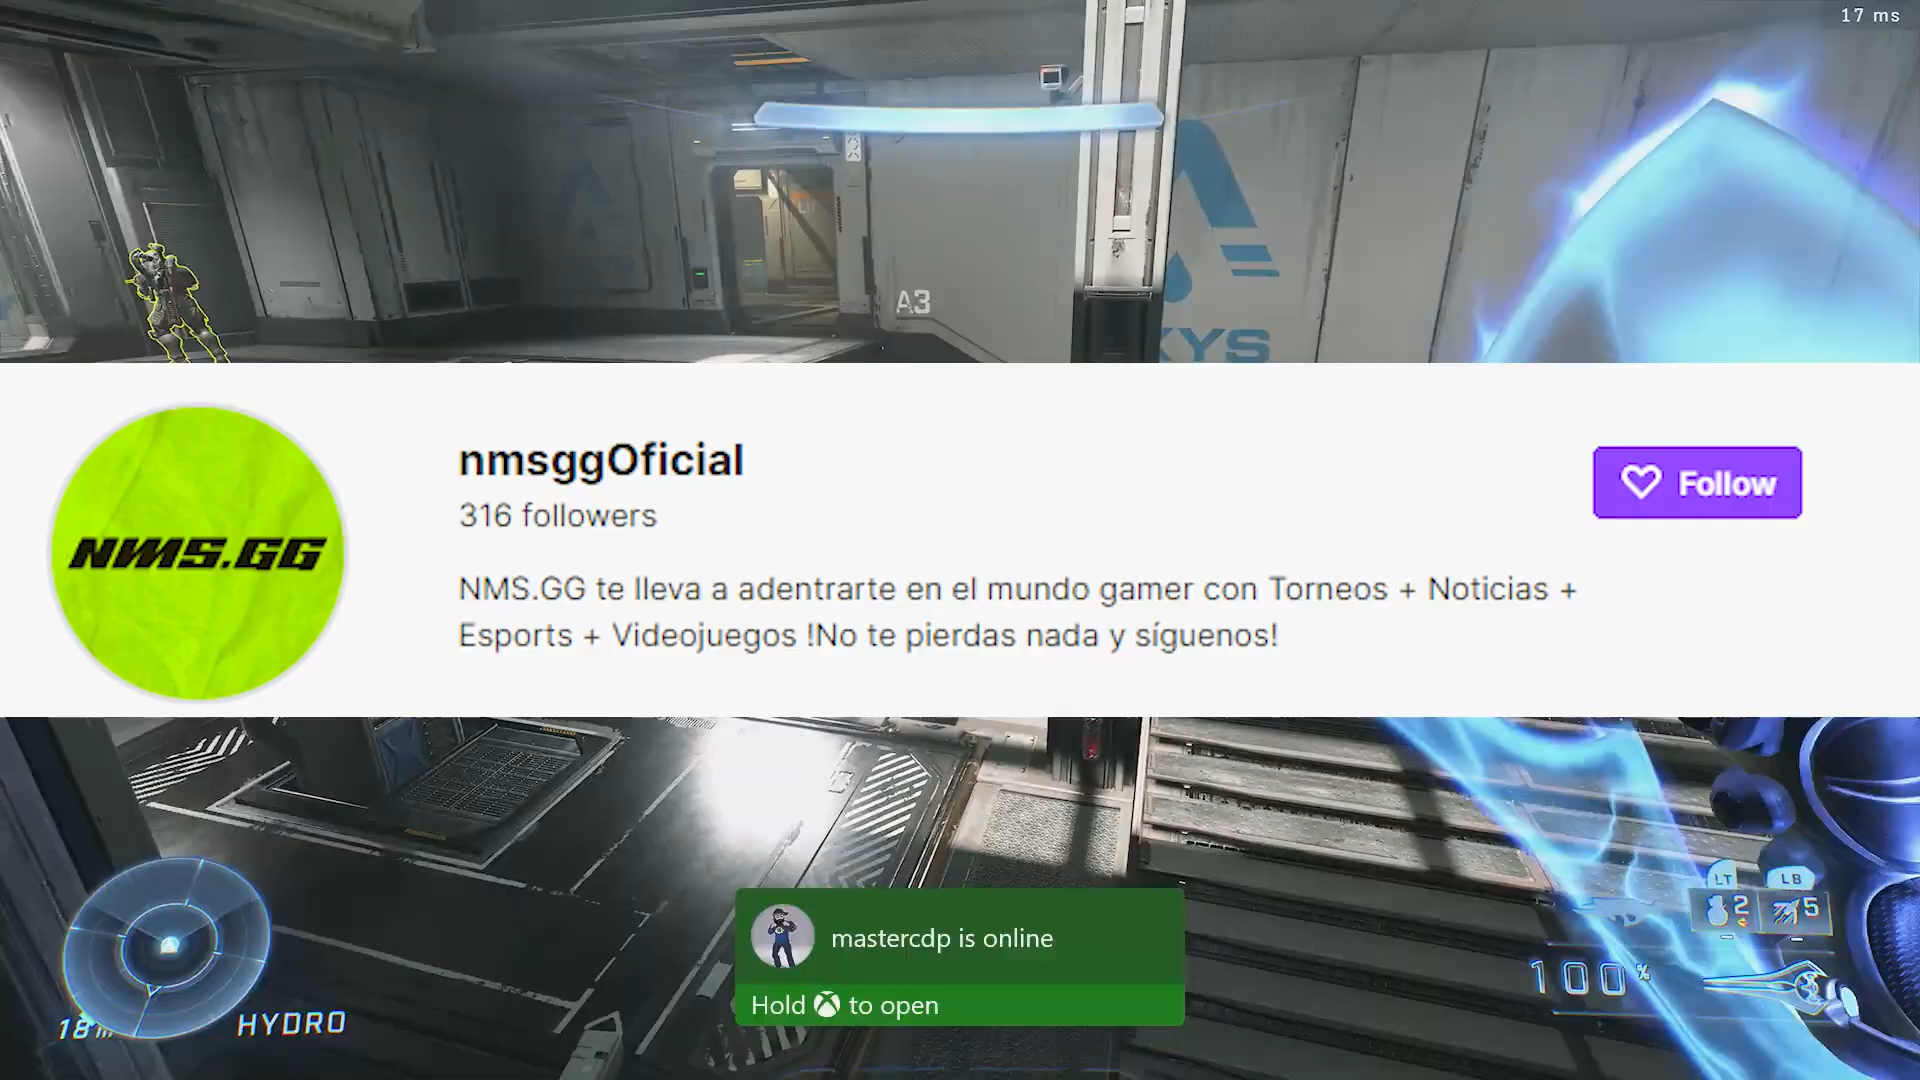 17 ms
A3
KYS
nmsggOficial
316 followers
Follow
NMS.GG
NMS.GG te lleva a adentrarte en el mundo gamer con Torneos + Noticias +
Esports + Videojuegos !No te pierdas nada y síguenos!
LT LB
2 5
mastercdp is online
100%
Hold to open
18m HYDRO